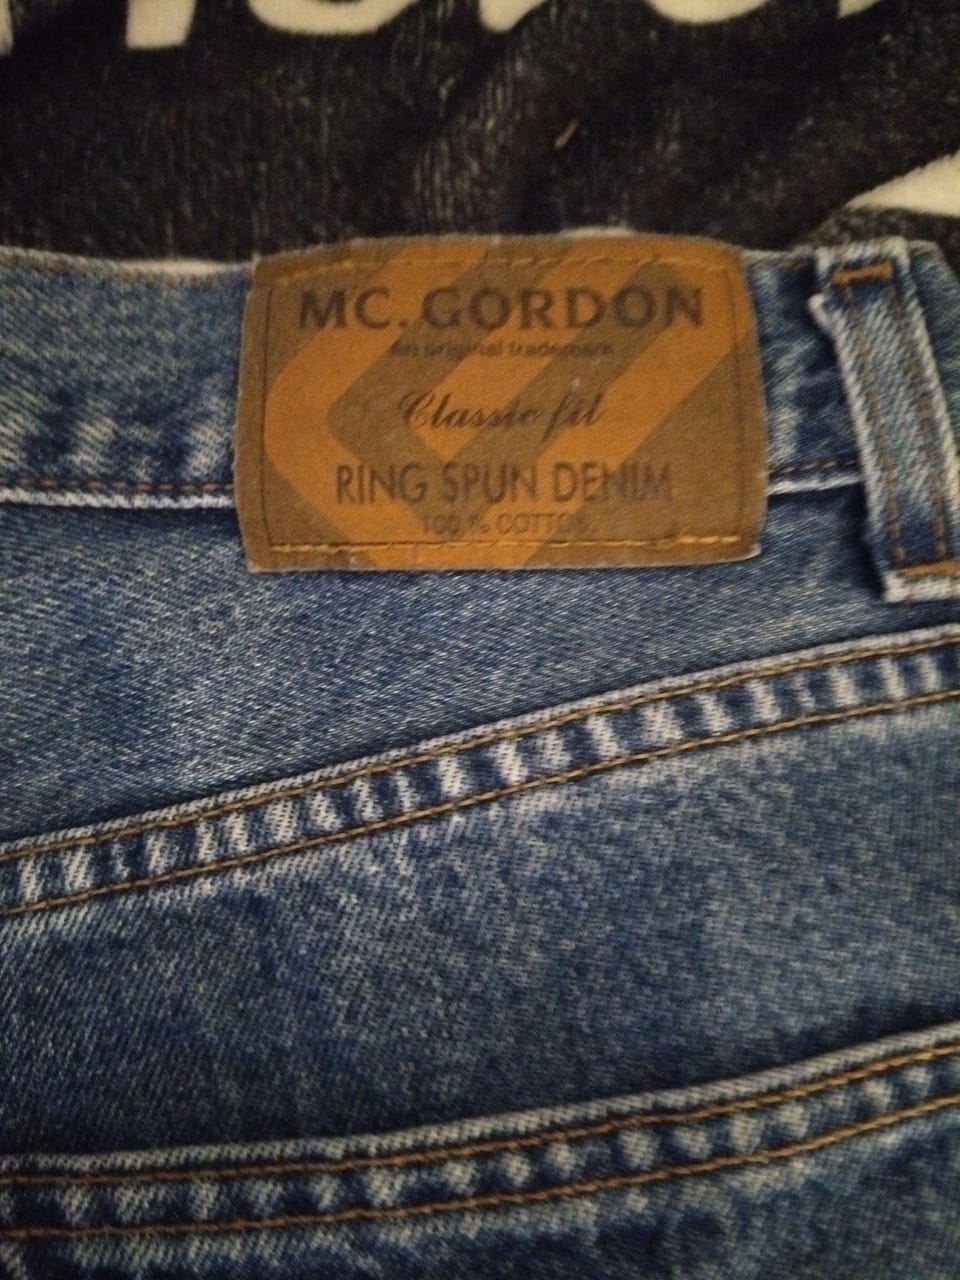 MC. GORDON
An original trademark
Classic fit
RING SPUN DENIM
100 % COTTON